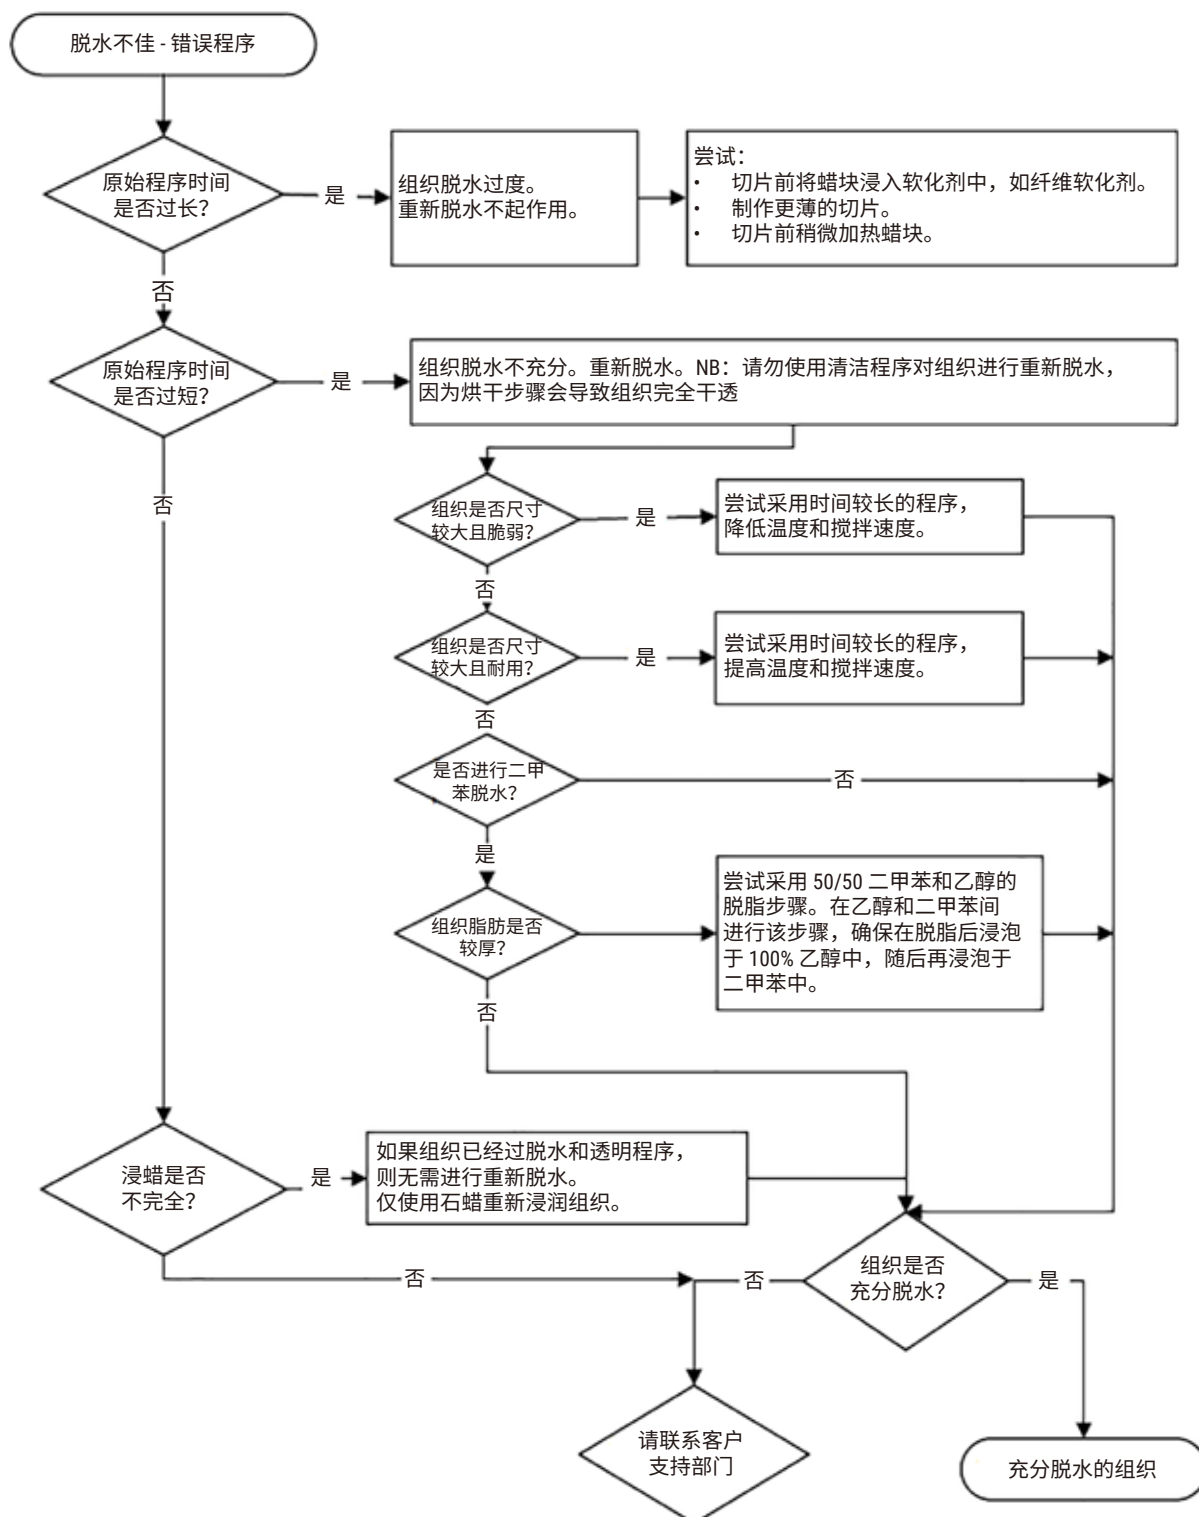 脱水不佳 - 错误程序
原始程序时间
是否过长？
是
组织脱水过度。
重新脱水不起作用。
尝试：
• 切片前将蜡块浸入软化剂中，如纤维软化剂。
• 制作更薄的切片。
• 切片前稍微加热蜡块。
否
原始程序时间
是否过短？
是
组织脱水不充分。重新脱水。NB：请勿使用清洁程序对组织进行重新脱水，
因为烘干步骤会导致组织完全干透
否
组织是否尺寸
较大且脆弱？
是
尝试采用时间较长的程序，
降低温度和搅拌速度。
否
组织是否尺寸
较大且耐用？
是
尝试采用时间较长的程序，
提高温度和搅拌速度。
否
是否进行二甲
苯脱水？
否
是
组织脂肪是否
较厚？
尝试采用 50/50 二甲苯和乙醇的
脱脂步骤。在乙醇和二甲苯间
进行该步骤，确保在脱脂后浸泡
于 100% 乙醇中，随后再浸泡于
二甲苯中。
否
浸蜡是否
不完全？
是
如果组织已经过脱水和透明程序，
则无需进行重新脱水。
仅使用石蜡重新浸润组织。
否
组织是否
充分脱水？
否
是
请联系客户
支持部门
充分脱水的组织